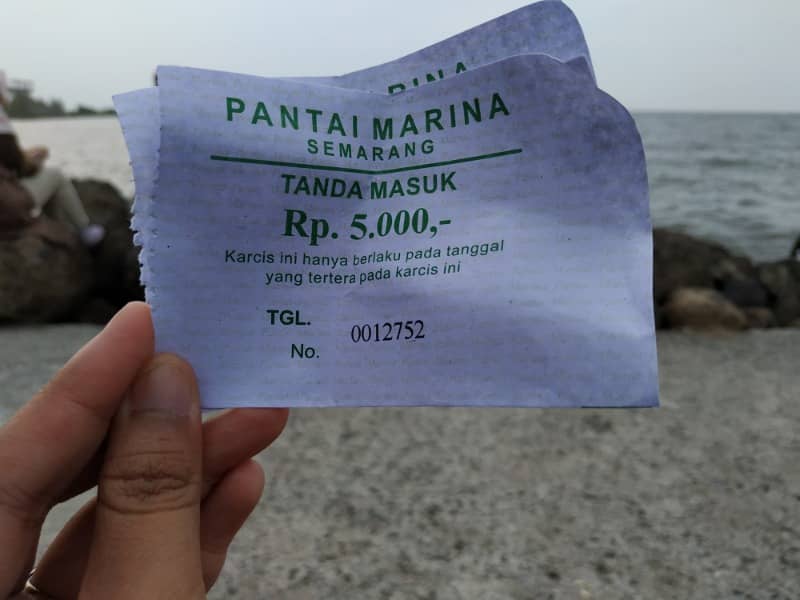 RINA
PANTAI MARINA
SEMARANG
TANDA MASUK
Rp. 5.000,-
Karcis ini hanya berlaku pada tanggal
yang tertera pada karcis ini
TGL.
No. 0012752